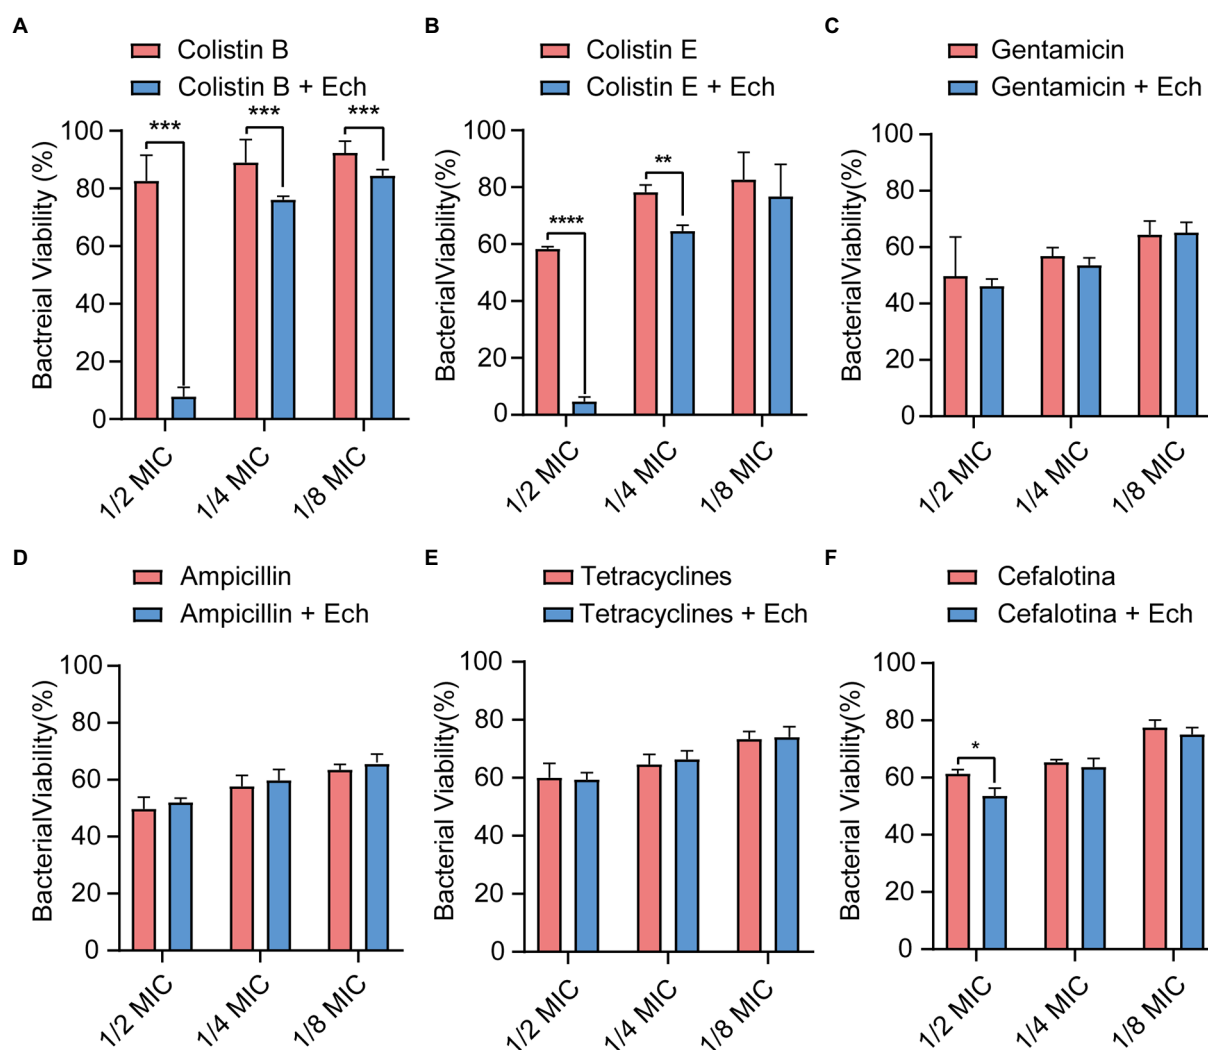 A
Colistin B
Colistin B + Ech
Bactreial Viability (%)
100
80
60
40
20
0
***
***
***
1/2 MIC
1/4 MIC
1/8 MIC
B
Colistin E
Colistin E + Ech
BacterialViability(%)
100
80
60
40
20
0
****
**
1/2 MIC
1/4 MIC
1/8 MIC
C
Gentamicin
Gentamicin + Ech
BacterialViability(%)
100
80
60
40
20
0
1/2 MIC
1/4 MIC
1/8 MIC
D
Ampicillin
Ampicillin + Ech
BacterialViability(%)
100
80
60
40
20
0
1/2 MIC
1/4 MIC
1/8 MIC
E
Tetracyclines
Tetracyclines + Ech
Bacterial Viability(%)
100
80
60
40
20
0
1/2 MIC
1/4 MIC
1/8 MIC
F
Cefalotina
Cefalotina + Ech
Bacterial Viability(%)
100
80
60
40
20
0
*
1/2 MIC
1/4 MIC
1/8 MIC